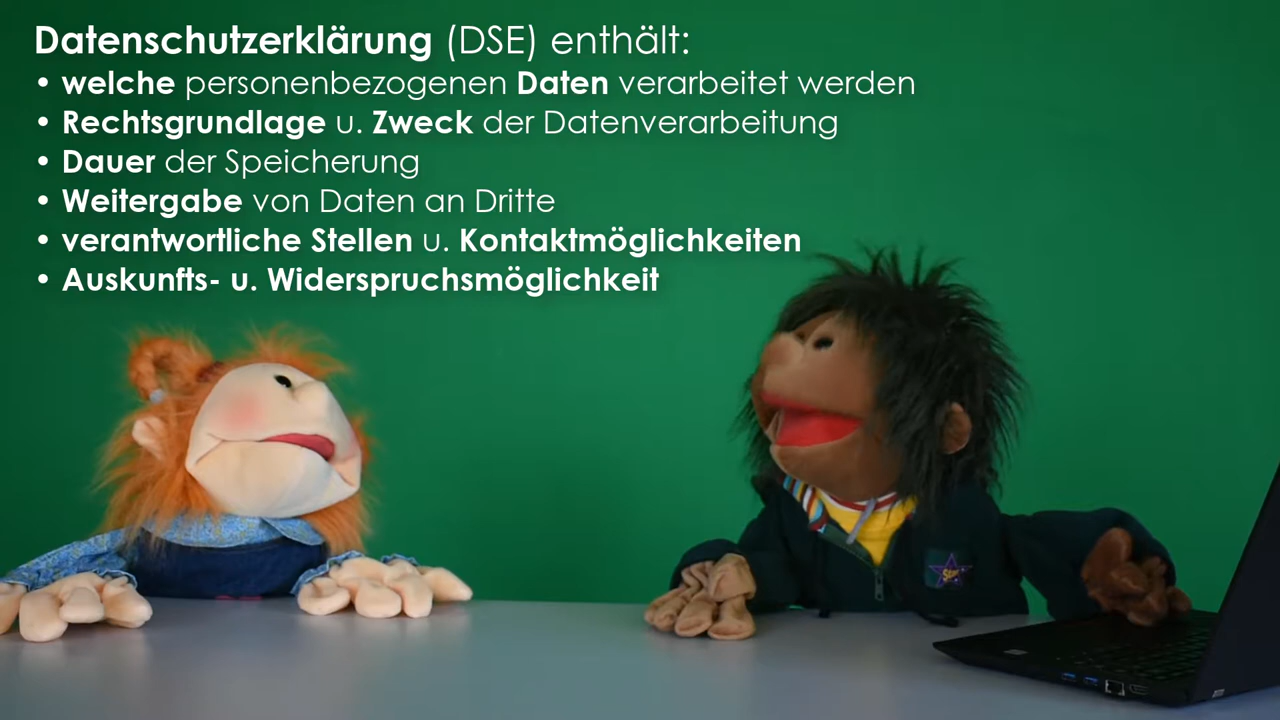 Datenschutzerklärung (DSE) enthält:
• welche personenbezogenen Daten verarbeitet werden
• Rechtsgrundlage u. Zweck der Datenverarbeitung
• Dauer der Speicherung
• Weitergabe von Daten an Dritte
• verantwortliche Stellen u. Kontaktmöglichkeiten
• Auskunfts- u. Widerspruchsmöglichkeit